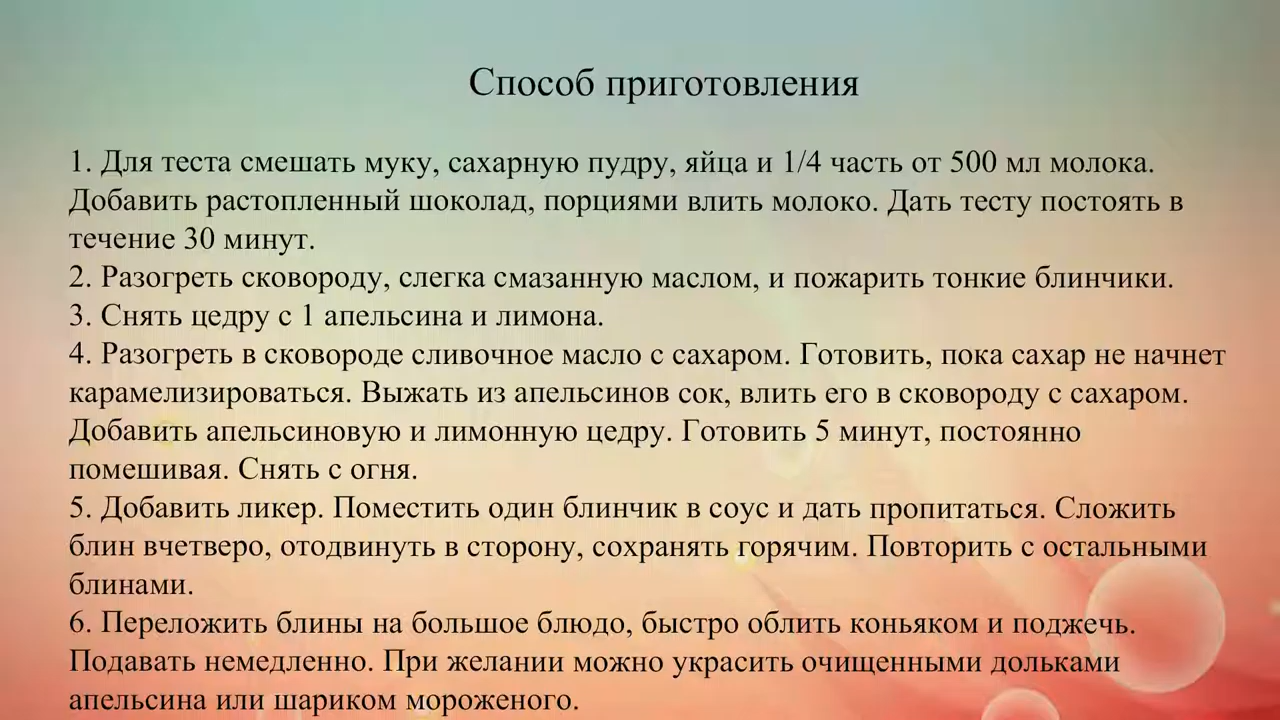 Способ приготовления
1. Для теста смешать муку, сахарную пудру, яйца и 1/4 часть от 500 мл молока.
Добавить растопленный шоколад, порциями влить молоко. Дать тесту постоять в
течение 30 минут.
2. Разогреть сковороду, слегка смазанную маслом, и пожарить тонкие блинчики.
3. Снять цедру с 1 апельсина и лимона.
4. Разогреть в сковороде сливочное масло с сахаром. Готовить, пока сахар не начнет
карамелизироваться. Выжать из апельсинов сок, влить его в сковороду с сахаром.
Добавить апельсиновую и лимонную цедру. Готовить 5 минут, постоянно
помешивая. Снять с огня.
5. Добавить ликер. Поместить один блинчик в соус и дать пропитаться. Сложить
блин вчетверо, отодвинуть в сторону, сохранять горячим. Повторить с остальными
блинами.
6. Переложить блины на большое блюдо, быстро облить коньяком и поджечь.
Подавать немедленно. При желании можно украсить очищенными дольками
апельсина или шариком мороженого.